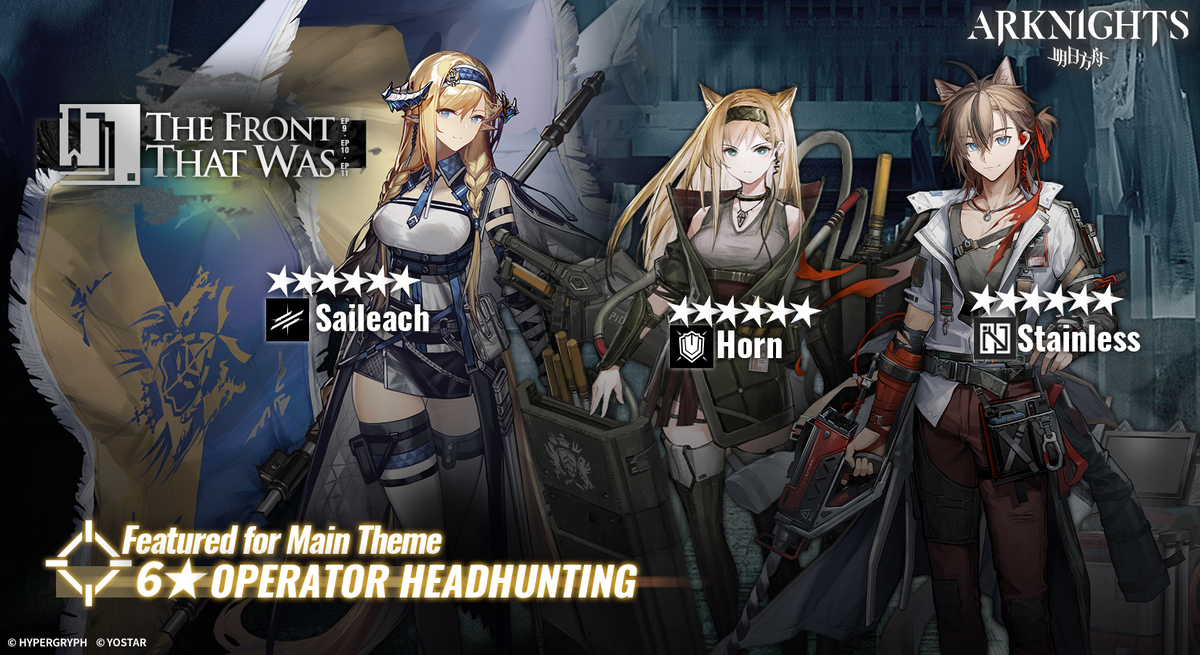 ARKNIGHTS
明日方舟
THE FRONT
THAT WAS
EP
9
·
EP
10
·
EP
11
★★★★★★
Saileach
★★★★★★
Horn
★★★★★★
Stainless
Featured for Main Theme
6★ OPERATOR HEADHUNTING
© HYPERGRYPH © YOSTAR